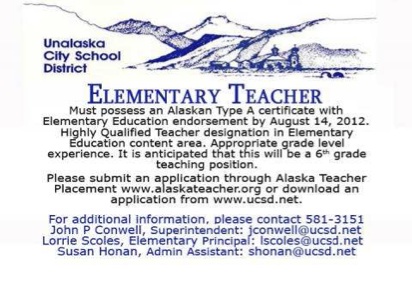 Unalaska
City School
District
ELEMENTARY TEACHER
Must possess an Alaskan Type A certificate with
Elementary Education endorsement by August 14, 2012.
Highly Qualified Teacher designation in Elementary
Education content area. Appropriate grade level
experience. It is anticipated that this will be a 6th grade
teaching position.
Please submit an application through Alaska Teacher
Placement www.alaskateacher.org or download an
application from www.ucsd.net.
For additional information, please contact 581-3151
John P Conwell, Superintendent: jconwell@ucsd.net
Lorrie Scoles, Elementary Principal: lscoles@ucsd.net
Susan Honan, Admin Assistant: shonan@ucsd.net